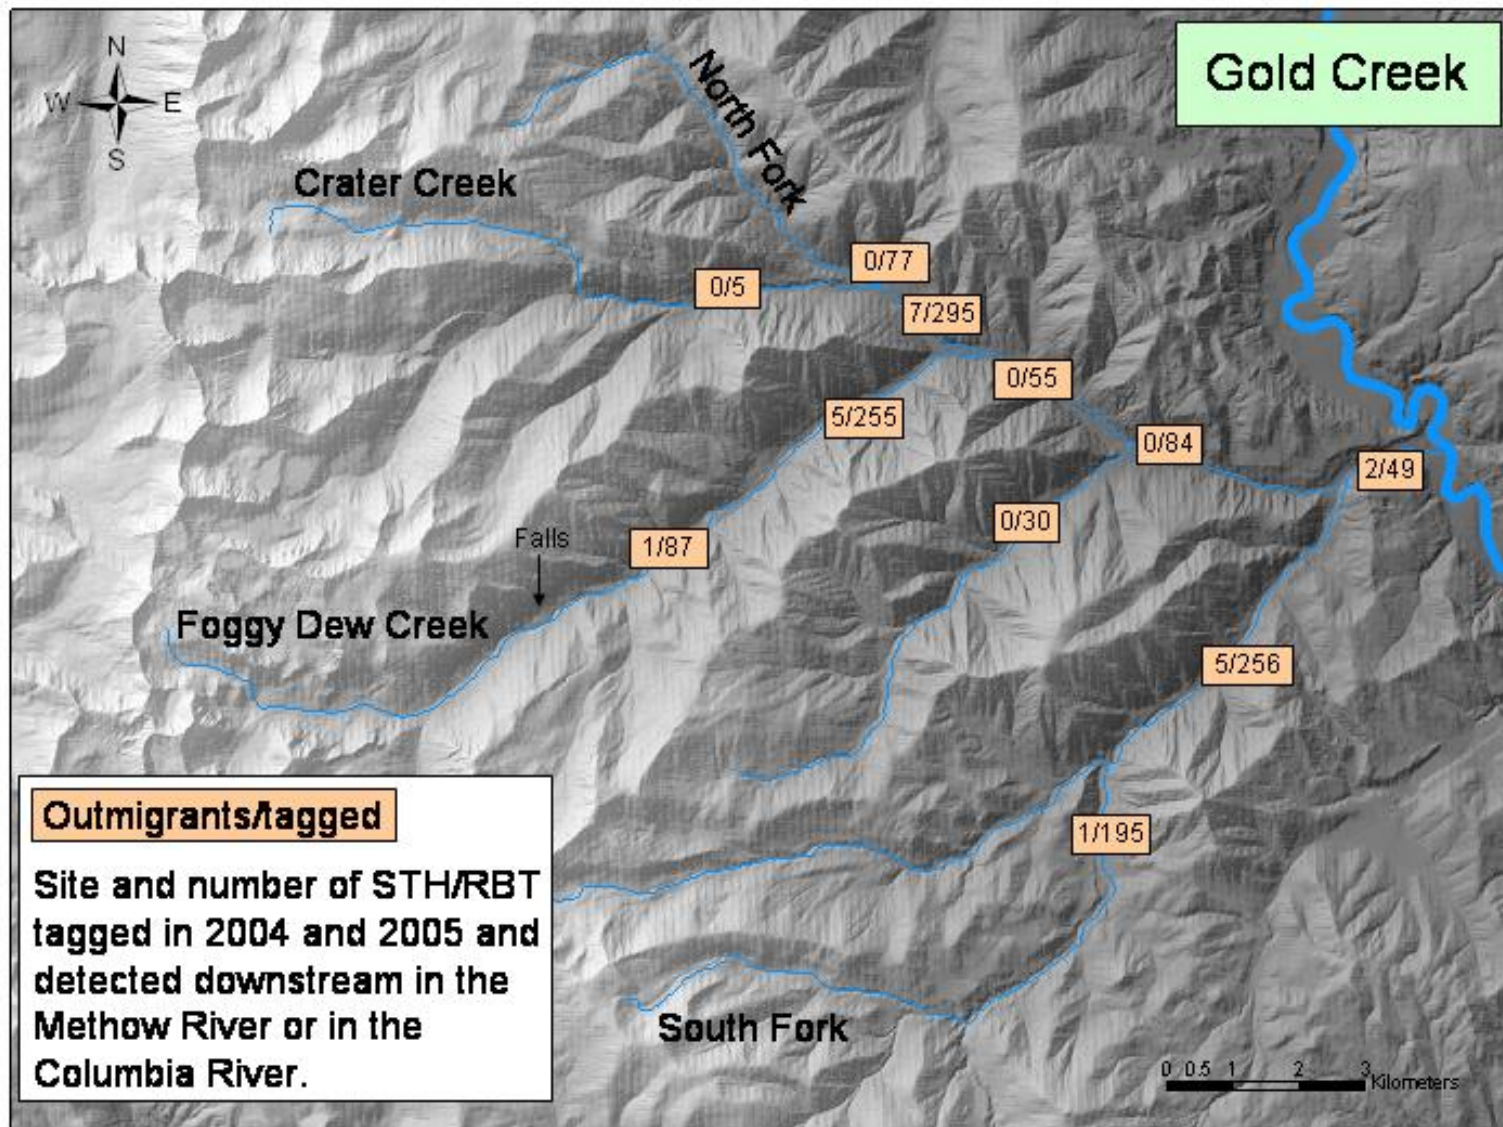 Gold Creek
N
W E
S
North Fork
Crater Creek
0/77
0/5
7/295
0/55
5/255
0/84
2/49
0/30
Falls
1/87
Foggy Dew Creek
5/256
1/195
Outmigrants/tagged
Site and number of STH/RBT
tagged in 2004 and 2005 and
detected downstream in the
Methow River or in the
Columbia River.
South Fork
0 0.5 1 2 3
Kilometers